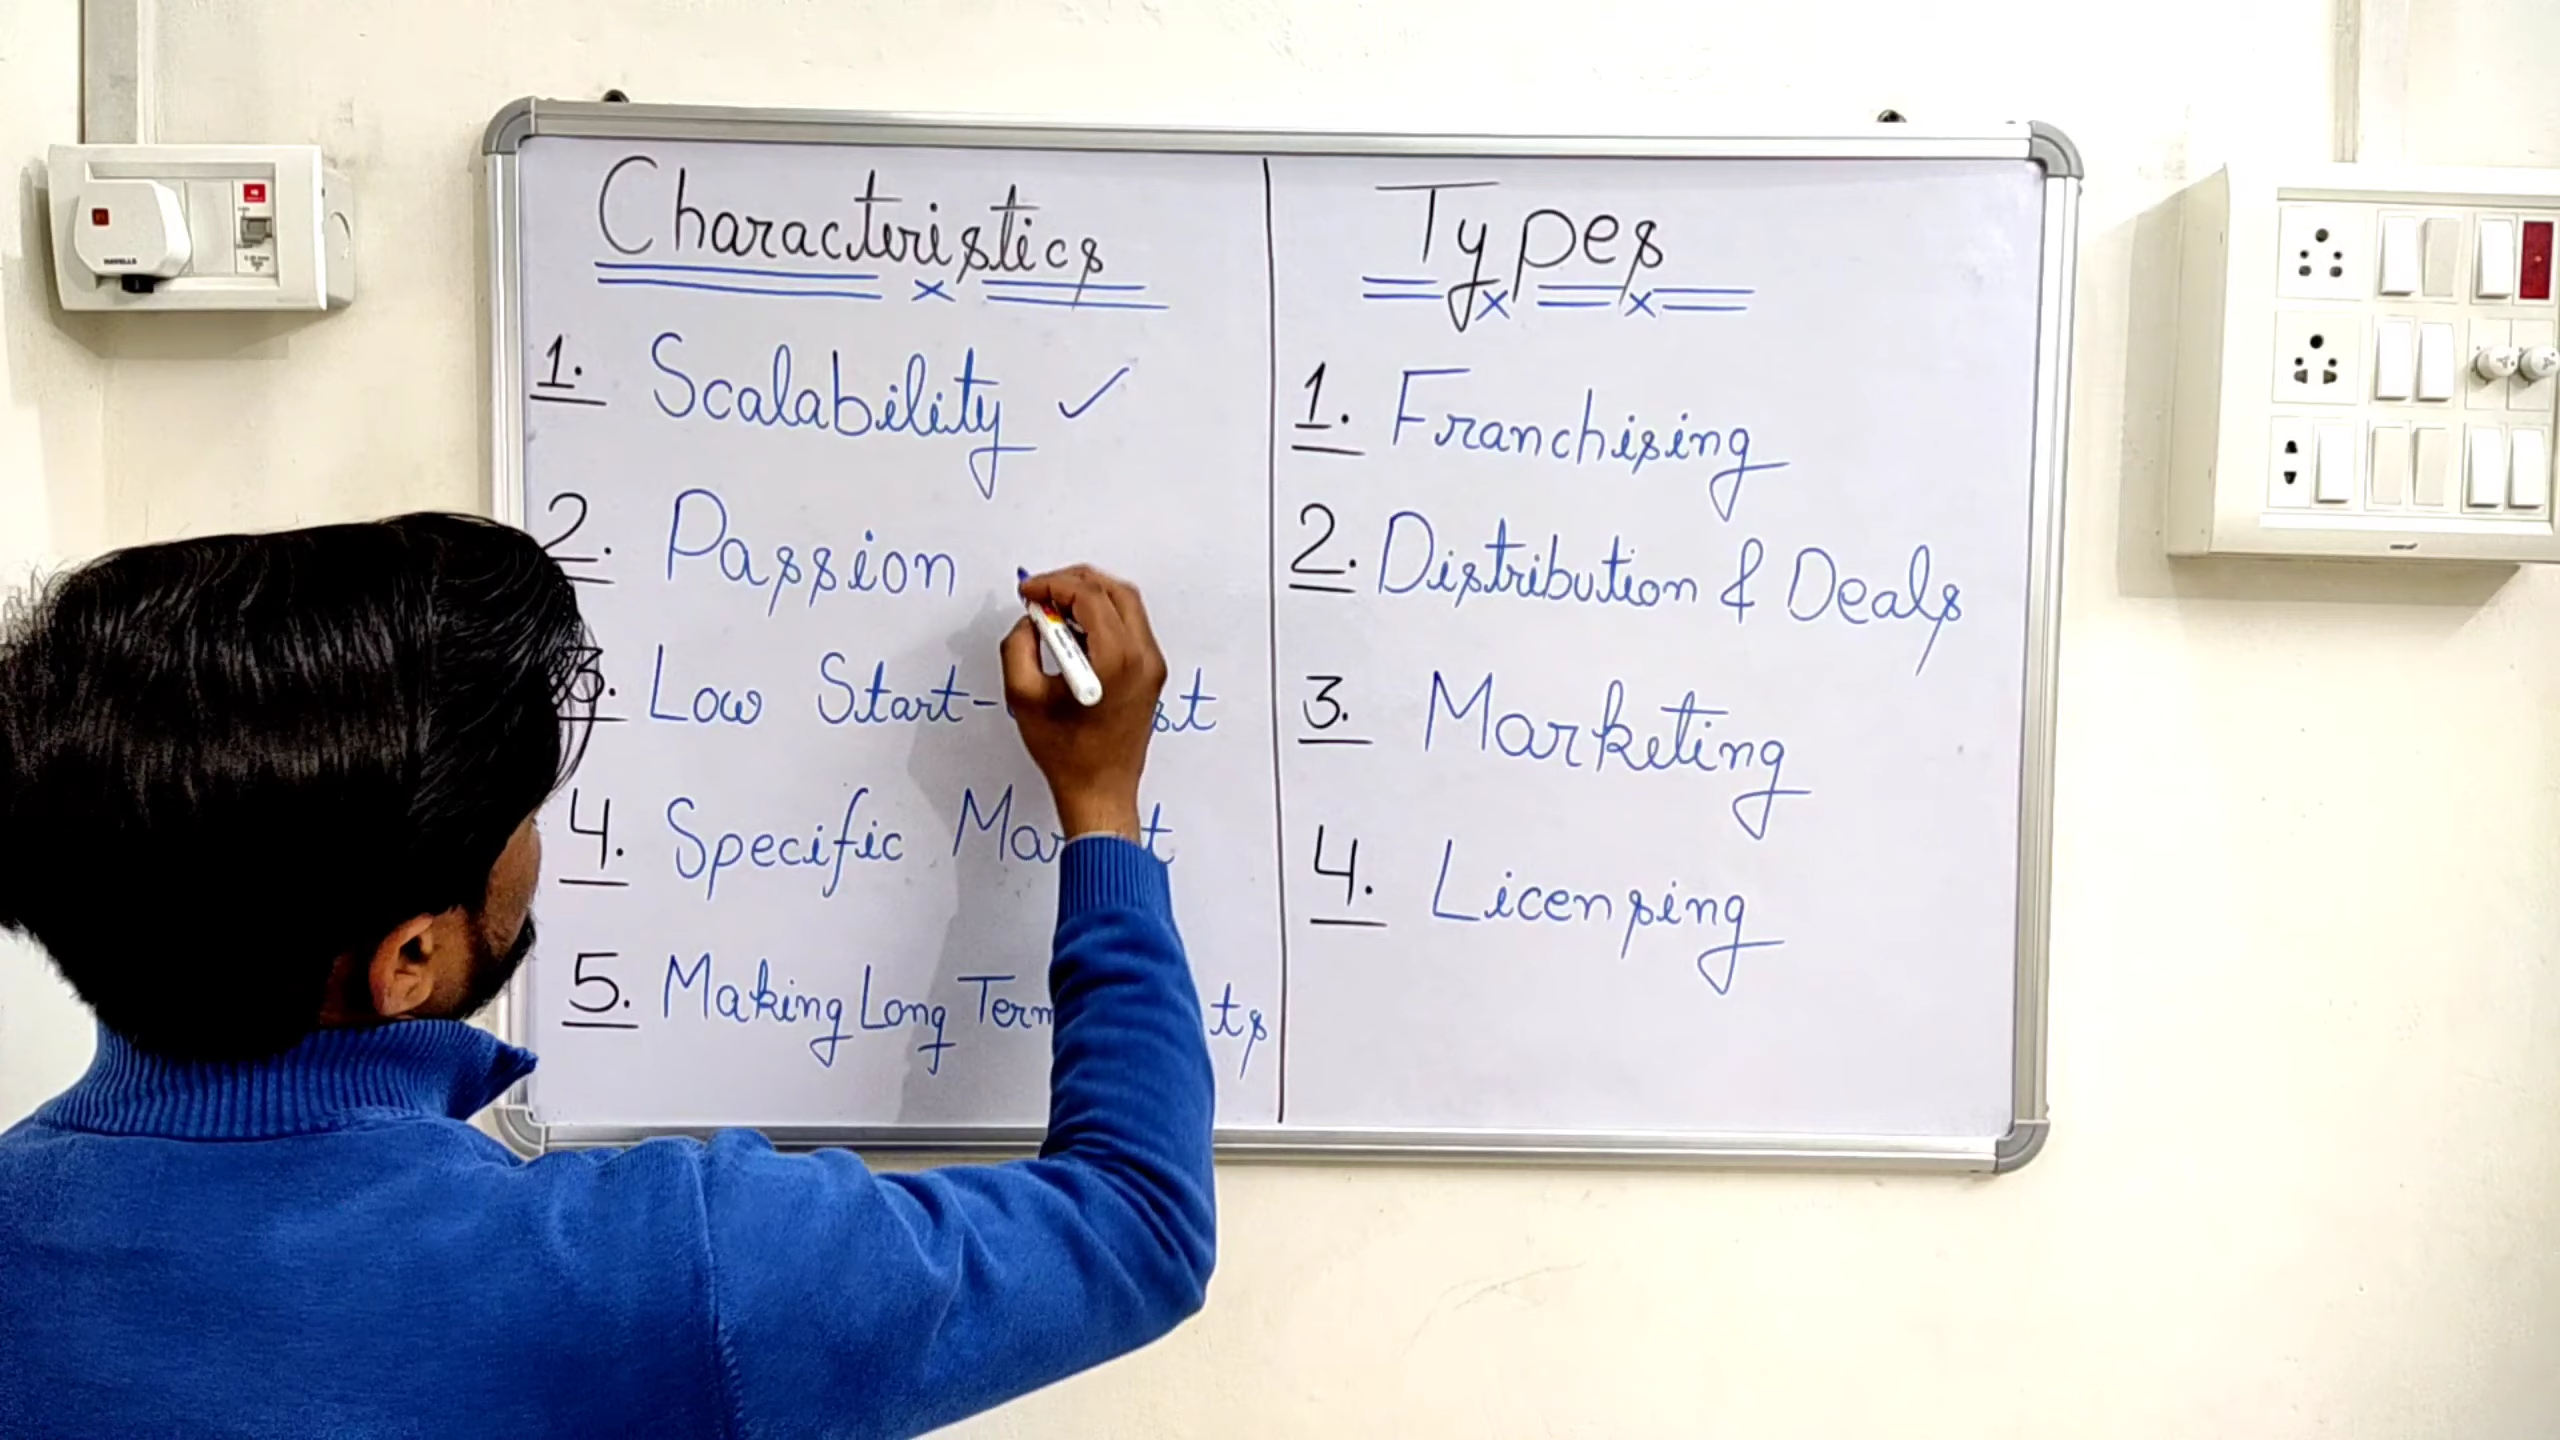 Characteristics
1. Scalability ✓
2. Passion
3. Low Start-
4. Specific
5. Making Long Term
Types
1. Franchising
2. Distribution & Deals
3. Marketing
4. Licensing
HAVELLS